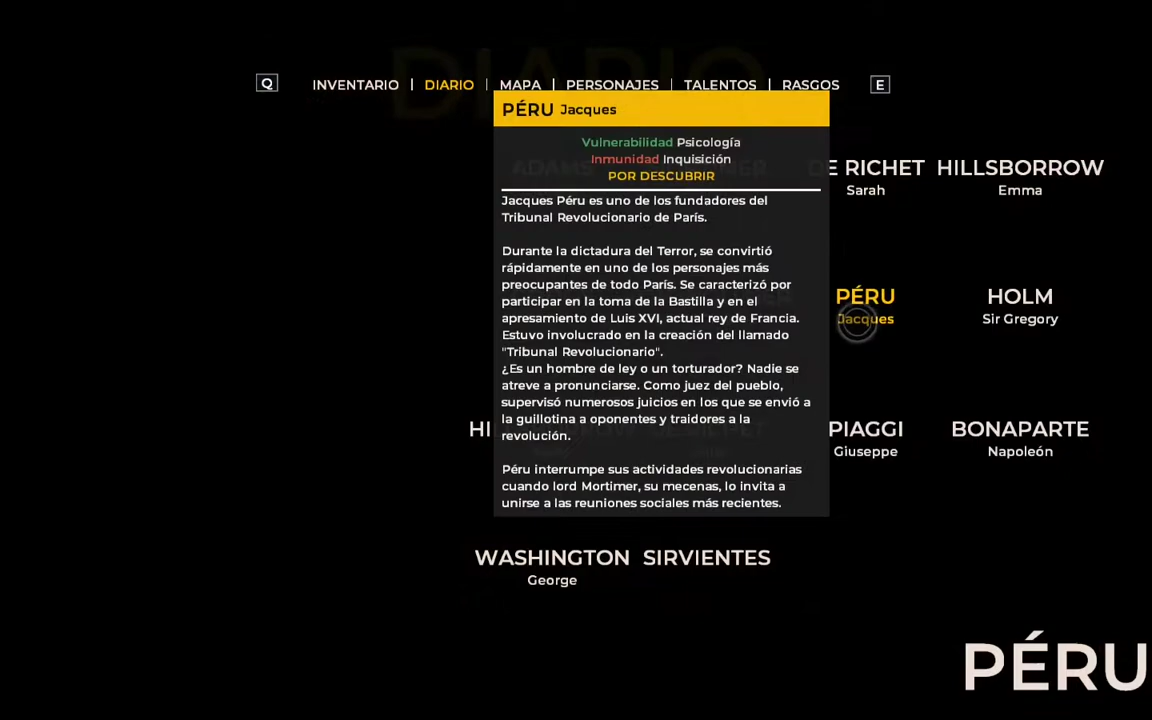 DIARIO
Q INVENTARIO | DIARIO | MAPA | PERSONAJES | TALENTOS | RASGOS E
PÉRU Jacques
Vulnerabilidad Psicología
Inmunidad Inquisición
POR DESCUBRIR
Jacques Péru es uno de los fundadores del
Tribunal Revolucionario de París.
Durante la dictadura del Terror, se convirtió
rápidamente en uno de los personajes más
preocupantes de todo París. Se caracterizó por
participar en la toma de la Bastilla y en el
apresamiento de Luis XVI, actual rey de Francia.
Estuvo involucrado en la creación del llamado
"Tribunal Revolucionario".
¿Es un hombre de ley o un torturador? Nadie se
atreve a pronunciarse. Como juez del pueblo,
supervisó numerosos juicios en los que se envió a
la guillotina a oponentes y traidores a la
revolución.
Péru interrumpe sus actividades revolucionarias
cuando lord Mortimer, su mecenas, lo invita a
unirse a las reuniones sociales más recientes.
ADAMS
DE RICHET HILLSBORROW
Sarah Emma
PÉRU HOLM
Jacques Sir Gregory
HI
PIAGGI BONAPARTE
Giuseppe Napoleón
WASHINGTON SIRVIENTES
George
PÉRU